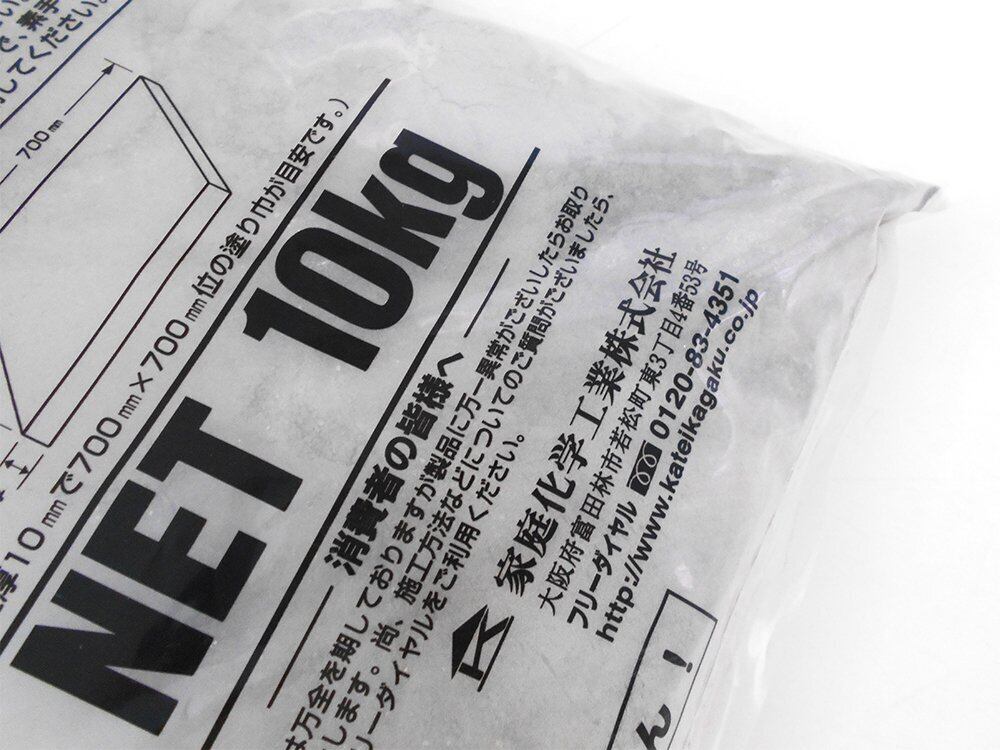 で、素手
してください。
700mm
厚10mmで700mm×700mm位の塗り巾が目安です。)
NET 10kg
消費者の皆様へ
は万全を期しておりますが製品に万一異常がございしたらお取り
します。尚、施工方法などについてのご質問がございましたら、
リーダイヤルをご利用ください。
家庭化学工業株式会社
大阪府富田林市若松町東3丁目4番53号
フリーダイヤル 0120-83-4351
http://www.kateikagaku.co.jp
ん!